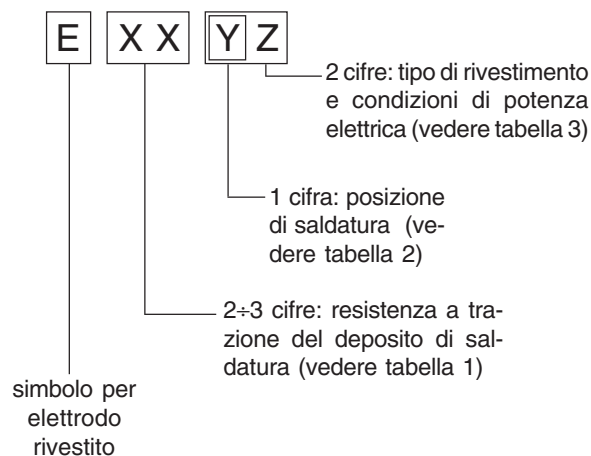 E XX YZ
2 cifre: tipo di rivestimento
e condizioni di potenza
elettrica (vedere tabella 3)
1 cifra: posizione
di saldatura (ve-
dere tabella 2)
2÷3 cifre: resistenza a tra-
zione del deposito di sal-
datura (vedere tabella 1)
simbolo per
elettrodo
rivestito